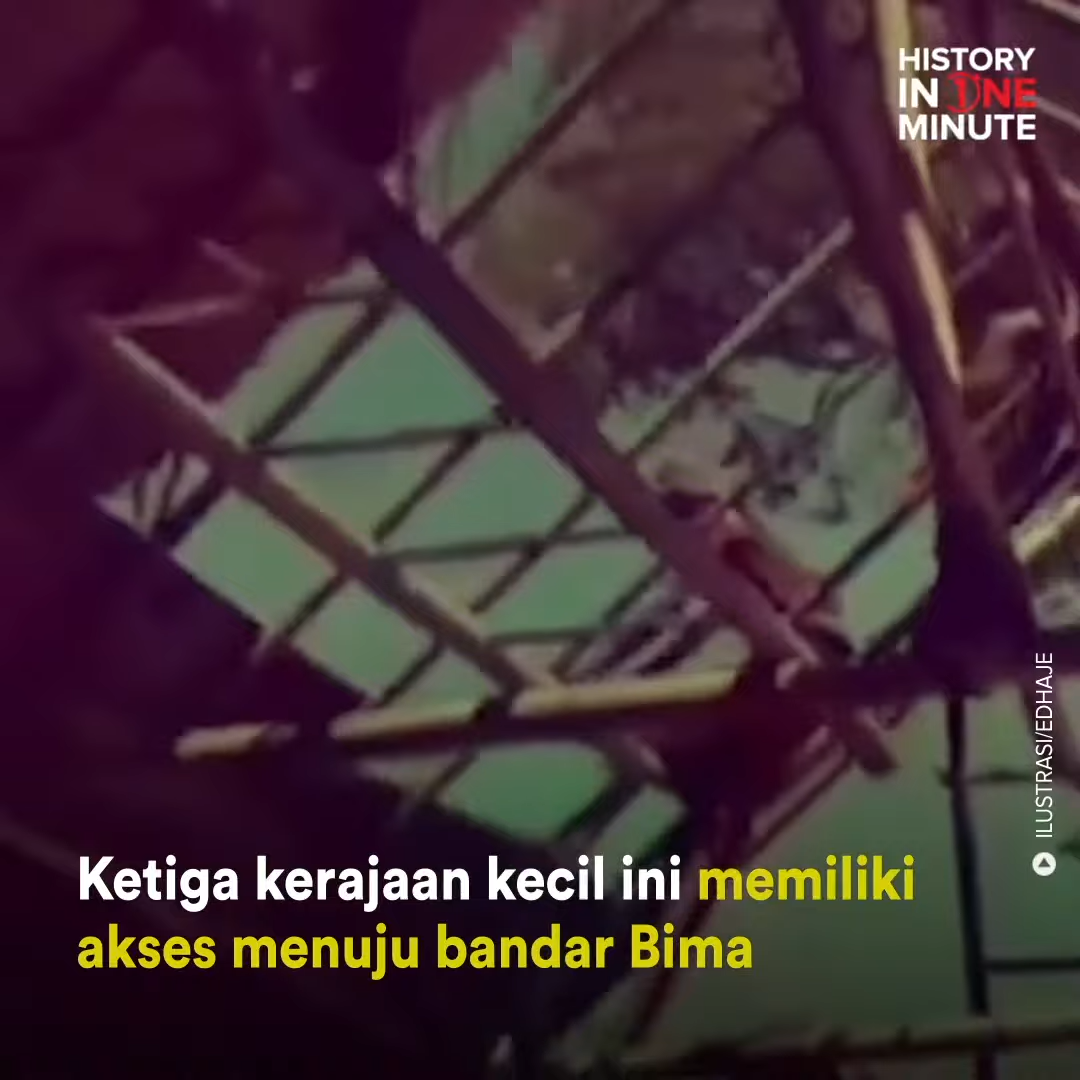 HISTORY
IN ONE
MINUTE
ILUSTRASI/EDHAJE
Ketiga kerajaan kecil ini memiliki
akses menuju bandar Bima